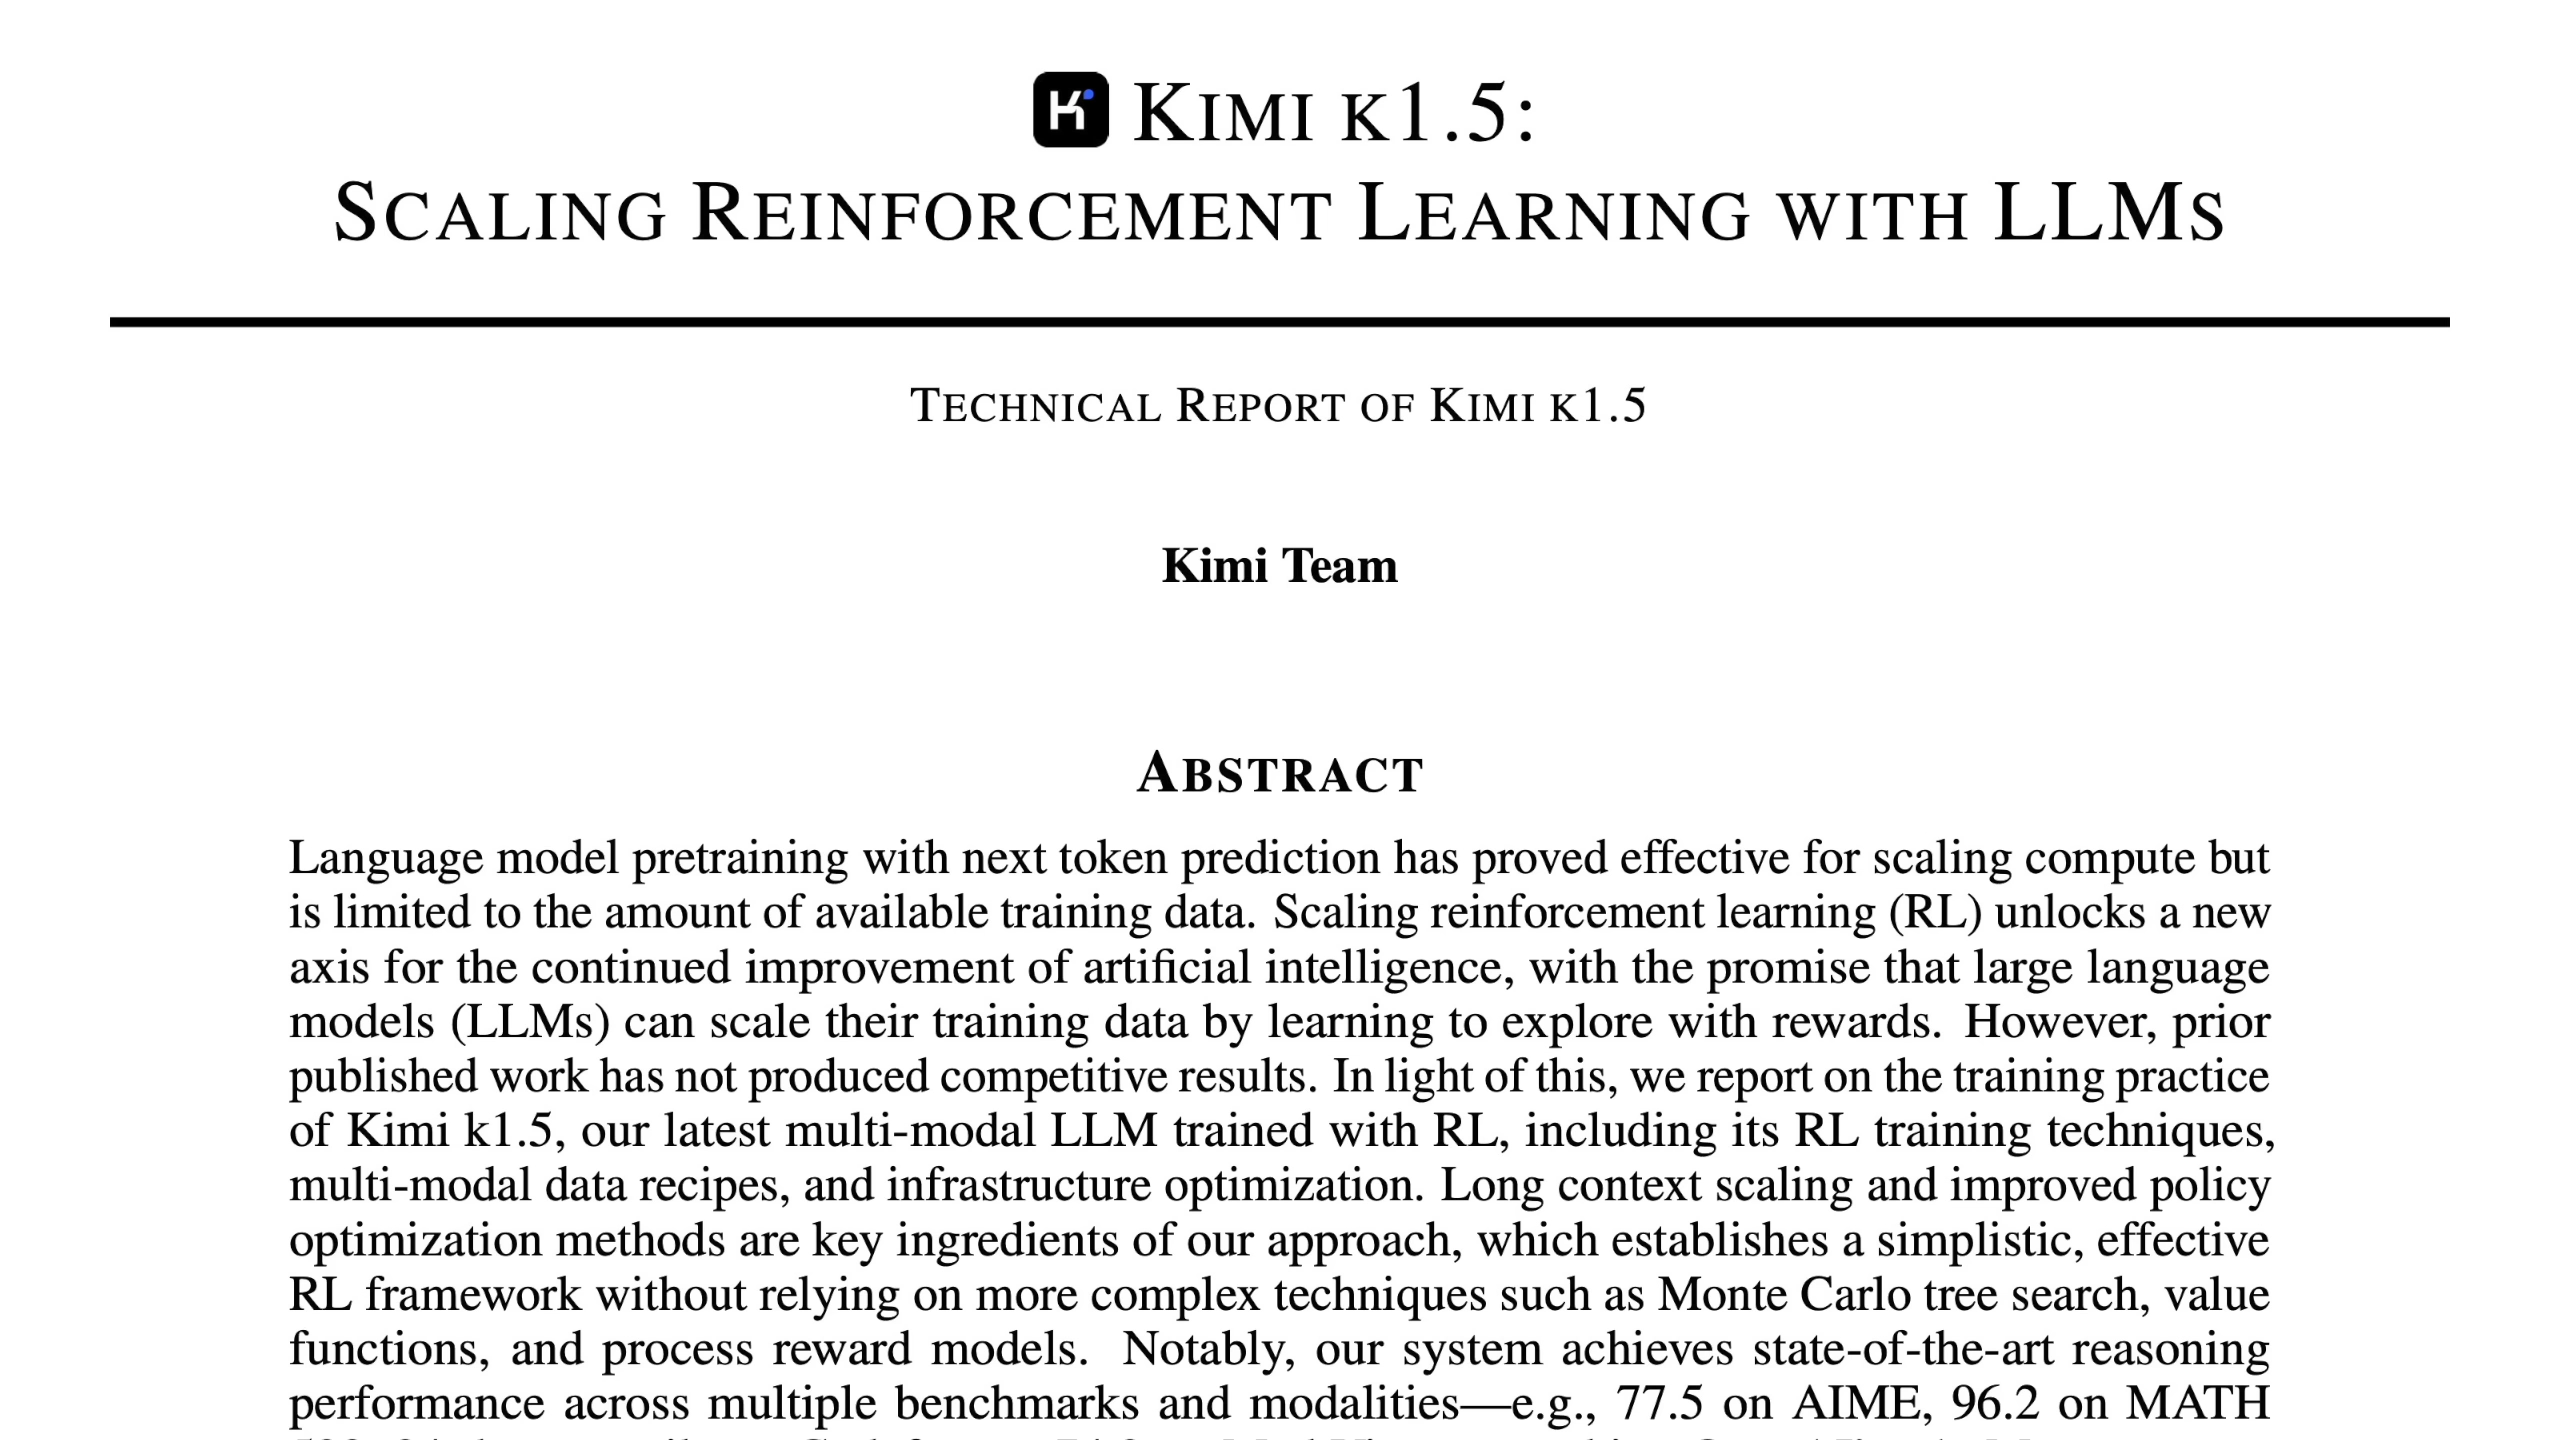 KIMI K1.5:
SCALING REINFORCEMENT LEARNING WITH LLMS
TECHNICAL REPORT OF KIMI K1.5
Kimi Team
ABSTRACT
Language model pretraining with next token prediction has proved effective for scaling compute but
is limited to the amount of available training data. Scaling reinforcement learning (RL) unlocks a new
axis for the continued improvement of artificial intelligence, with the promise that large language
models (LLMs) can scale their training data by learning to explore with rewards. However, prior
published work has not produced competitive results. In light of this, we report on the training practice
of Kimi k1.5, our latest multi-modal LLM trained with RL, including its RL training techniques,
multi-modal data recipes, and infrastructure optimization. Long context scaling and improved policy
optimization methods are key ingredients of our approach, which establishes a simplistic, effective
RL framework without relying on more complex techniques such as Monte Carlo tree search, value
functions, and process reward models. Notably, our system achieves state-of-the-art reasoning
performance across multiple benchmarks and modalities—e.g., 77.5 on AIME, 96.2 on MATH